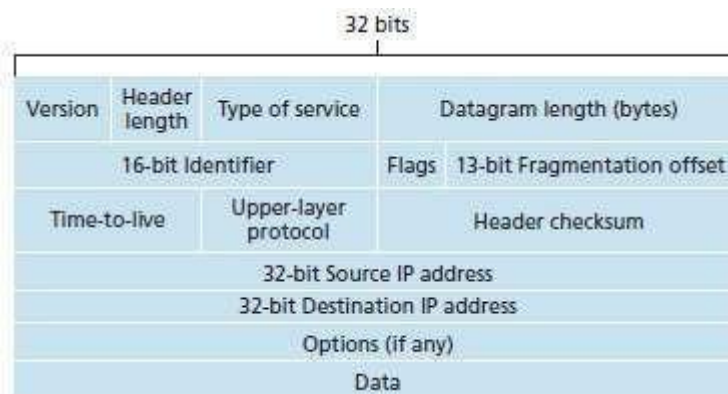 32 bits
Version Header length Type of service Datagram length (bytes)
16-bit Identifier Flags 13-bit Fragmentation offset
Time-to-live Upper-layer protocol Header checksum
32-bit Source IP address
32-bit Destination IP address
Options (if any)
Data